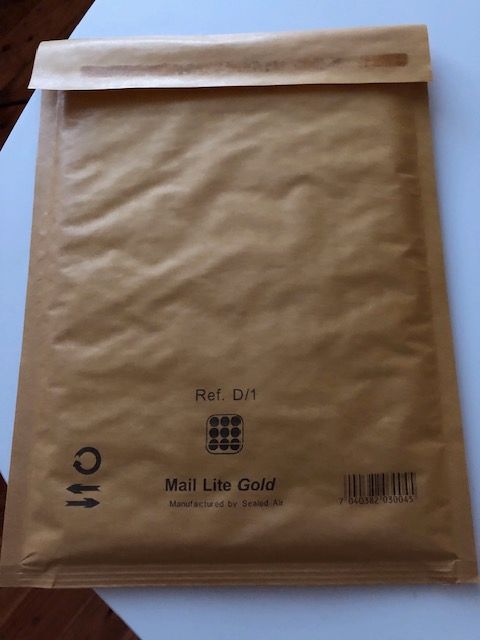 Ref. D/1
Mail Lite Gold
Manufactured by Sealed Air
7 040382 030045